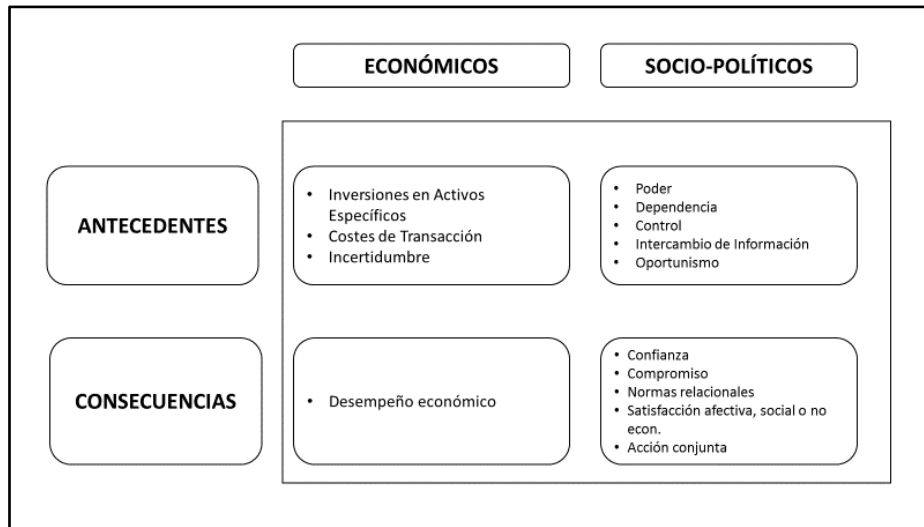 ECONÓMICOS
SOCIO-POLÍTICOS
ANTECEDENTES
• Inversiones en Activos
Específicos
• Costes de Transacción
• Incertidumbre
• Poder
• Dependencia
• Control
• Intercambio de Información
• Oportunismo
CONSECUENCIAS
• Desempeño económico
• Confianza
• Compromiso
• Normas relacionales
• Satisfacción afectiva, social o no
econ.
• Acción conjunta